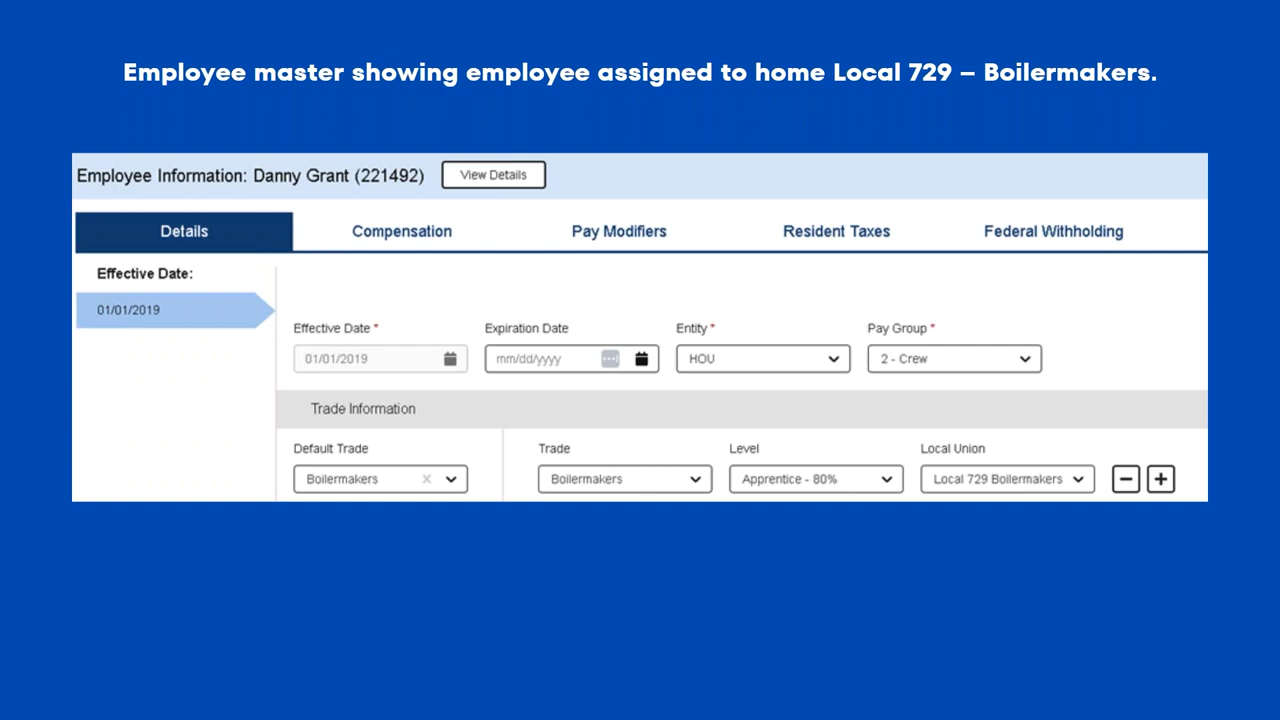 Employee master showing employee assigned to home Local 729 – Boilermakers.
Employee Information: Danny Grant (221492) View Details
Details Compensation Pay Modifiers Resident Taxes Federal Withholding
Effective Date:
01/01/2019
Effective Date * Expiration Date Entity * Pay Group *
01/01/2019 mm/dd/yyyy HOU 2 - Crew
Trade Information
Default Trade Trade Level Local Union
Boilermakers Boilermakers Apprentice - 80% Local 729 Boilermakers